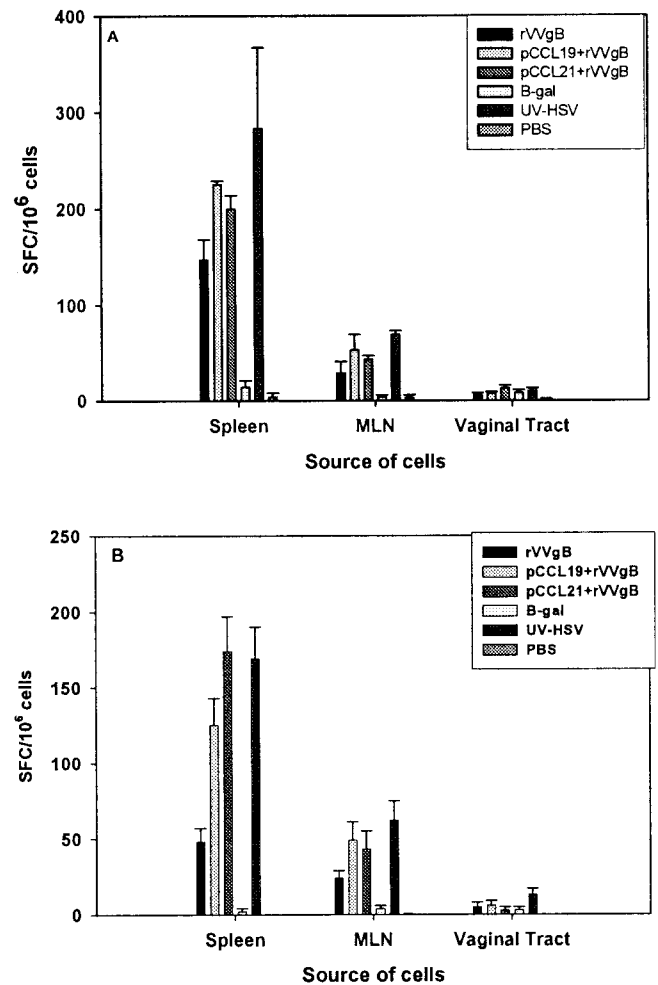 A
400
300
200
100
0
SFC/10⁶ cells
rVVgB
pCCL19+rVVgB
pCCL21+rVVgB
B-gal
UV-HSV
PBS
Spleen MLN Vaginal Tract
Source of cells
B
250
200
150
100
50
0
SFC/10⁶ cells
rVVgB
pCCL19+rVVgB
pCCL21+rVVgB
B-gal
UV-HSV
PBS
Spleen MLN Vaginal Tract
Source of cells